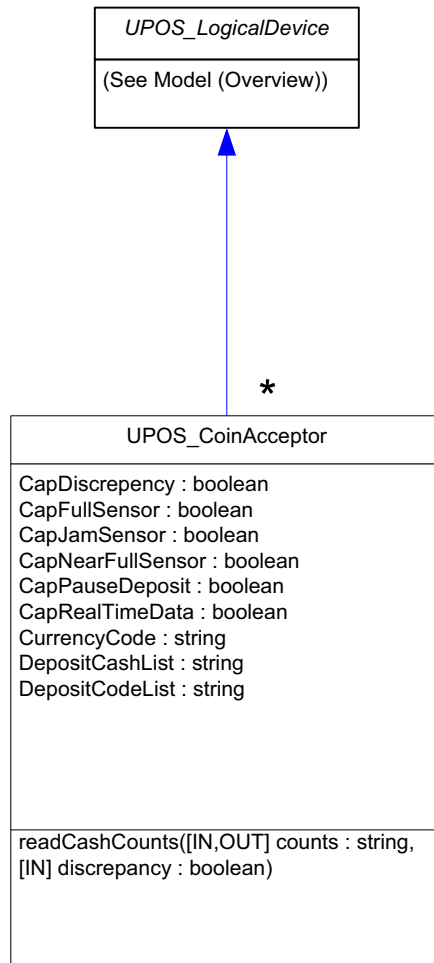 UPOS_LogicalDevice
(See Model (Overview))
*
UPOS_CoinAcceptor
CapDiscrepency : boolean
CapFullSensor : boolean
CapJamSensor : boolean
CapNearFullSensor : boolean
CapPauseDeposit : boolean
CapRealTimeData : boolean
CurrencyCode : string
DepositCashList : string
DepositCodeList : string
readCashCounts([IN,OUT] counts : string,
[IN] discrepancy : boolean)